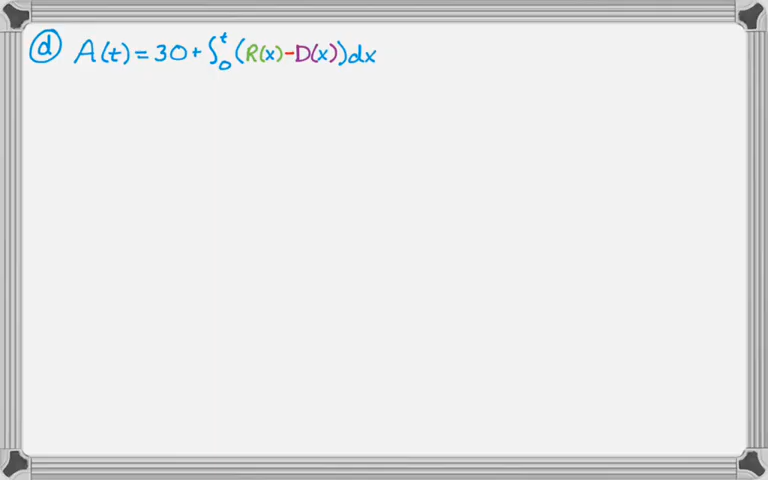 ⓓ A(t) = 30 + ∫₀ᵗ (R(x) - D(x))dx